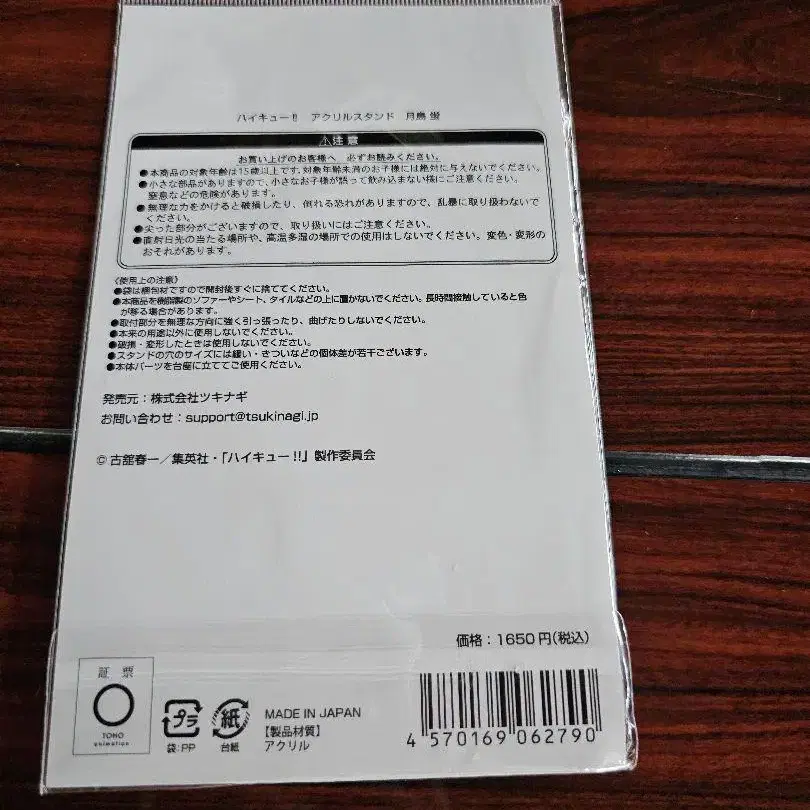 ハイキュー!! アクリルスタンド 月島 蛍
⚠注意
お買い上げのお客様へ 必ずお読みください。
●本商品の対象年齢は15歳以上です。対象年齢未満のお子様には絶対に与えないでください。
●小さな部品がありますので、小さなお子様が誤って飲み込まない様にご注意ください。
窒息などの危険があります。
●無理な力をかけると破損したり、倒れる恐れがありますので、乱暴に取り扱わないで
ください。
●尖った部分がございますので、取り扱いにはご注意ください。
●直射日光の当たる場所や、高温多湿の場所での使用はしないでください。変色・変形の
おそれがあります。
〈使用上の注意〉
●袋は梱包材ですので開封後すぐに捨ててください。
●本商品を樹脂製のソファーやシート、タイルなどの上に置かないでください。長時間接触していると色
が移る場合があります。
●取付部分を無理な方向に強く引っ張ったり、曲げたりしないでください。
●本来の用途以外に使用しないでください。
●破損・変形したときは使用しないでください。
●スタンドの穴のサイズには緩い・きついなどの個体差が若干ございます。
●本体パーツを台座に立ててご使用ください。
発売元：株式会社ツキナギ
お問い合わせ：support@tsukinagi.jp
© 古舘春一／集英社・「ハイキュー!!」製作委員会
価格：1650円(税込)
証 票
TOHO
animation
プラ
袋:PP
紙
台紙
MADE IN JAPAN
【製品材質】
アクリル
4 570169 062790